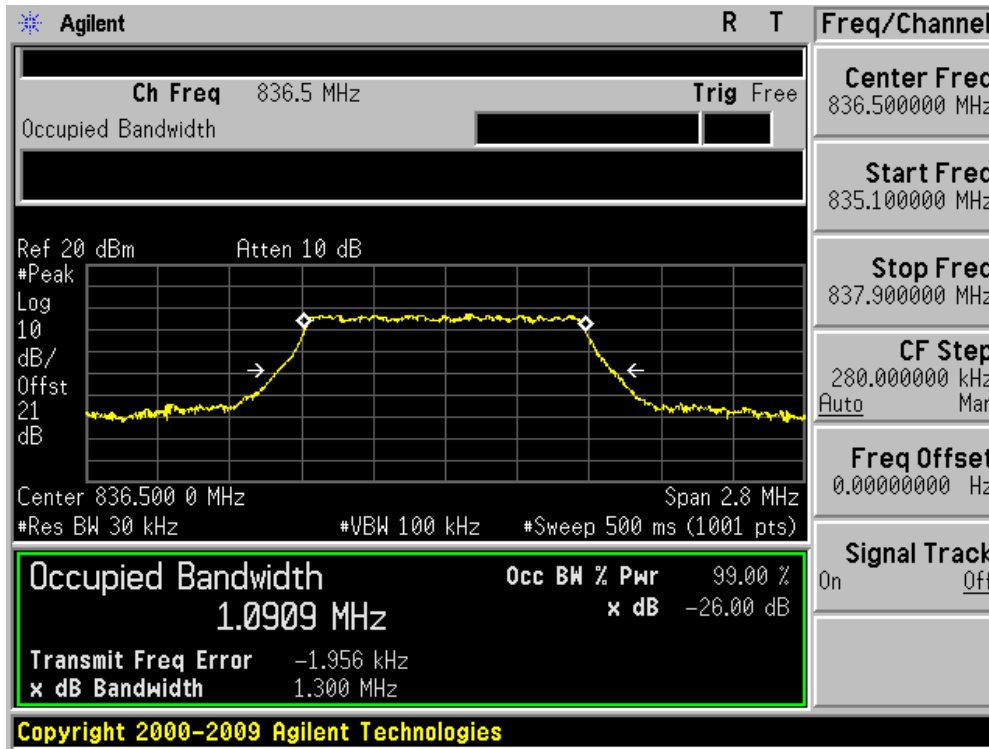 Agilent
R T
Freq/Channel
Ch Freq 836.5 MHz
Trig Free
Occupied Bandwidth
Center Freq
836.500000 MHz
Start Freq
835.100000 MHz
Stop Freq
837.900000 MHz
CF Step
280.000000 kHz
Auto Man
Freq Offset
0.00000000 Hz
Signal Track
On Off
Ref 20 dBm
Atten 10 dB
#Peak
Log
10
dB/
Offst
21
dB
Center 836.500 0 MHz
Span 2.8 MHz
#Res BW 30 kHz
#VBW 100 kHz
#Sweep 500 ms (1001 pts)
Occupied Bandwidth
1.0909 MHz
Occ BW % Pwr 99.00 %
x dB -26.00 dB
Transmit Freq Error -1.956 kHz
x dB Bandwidth 1.300 MHz
Copyright 2000-2009 Agilent Technologies